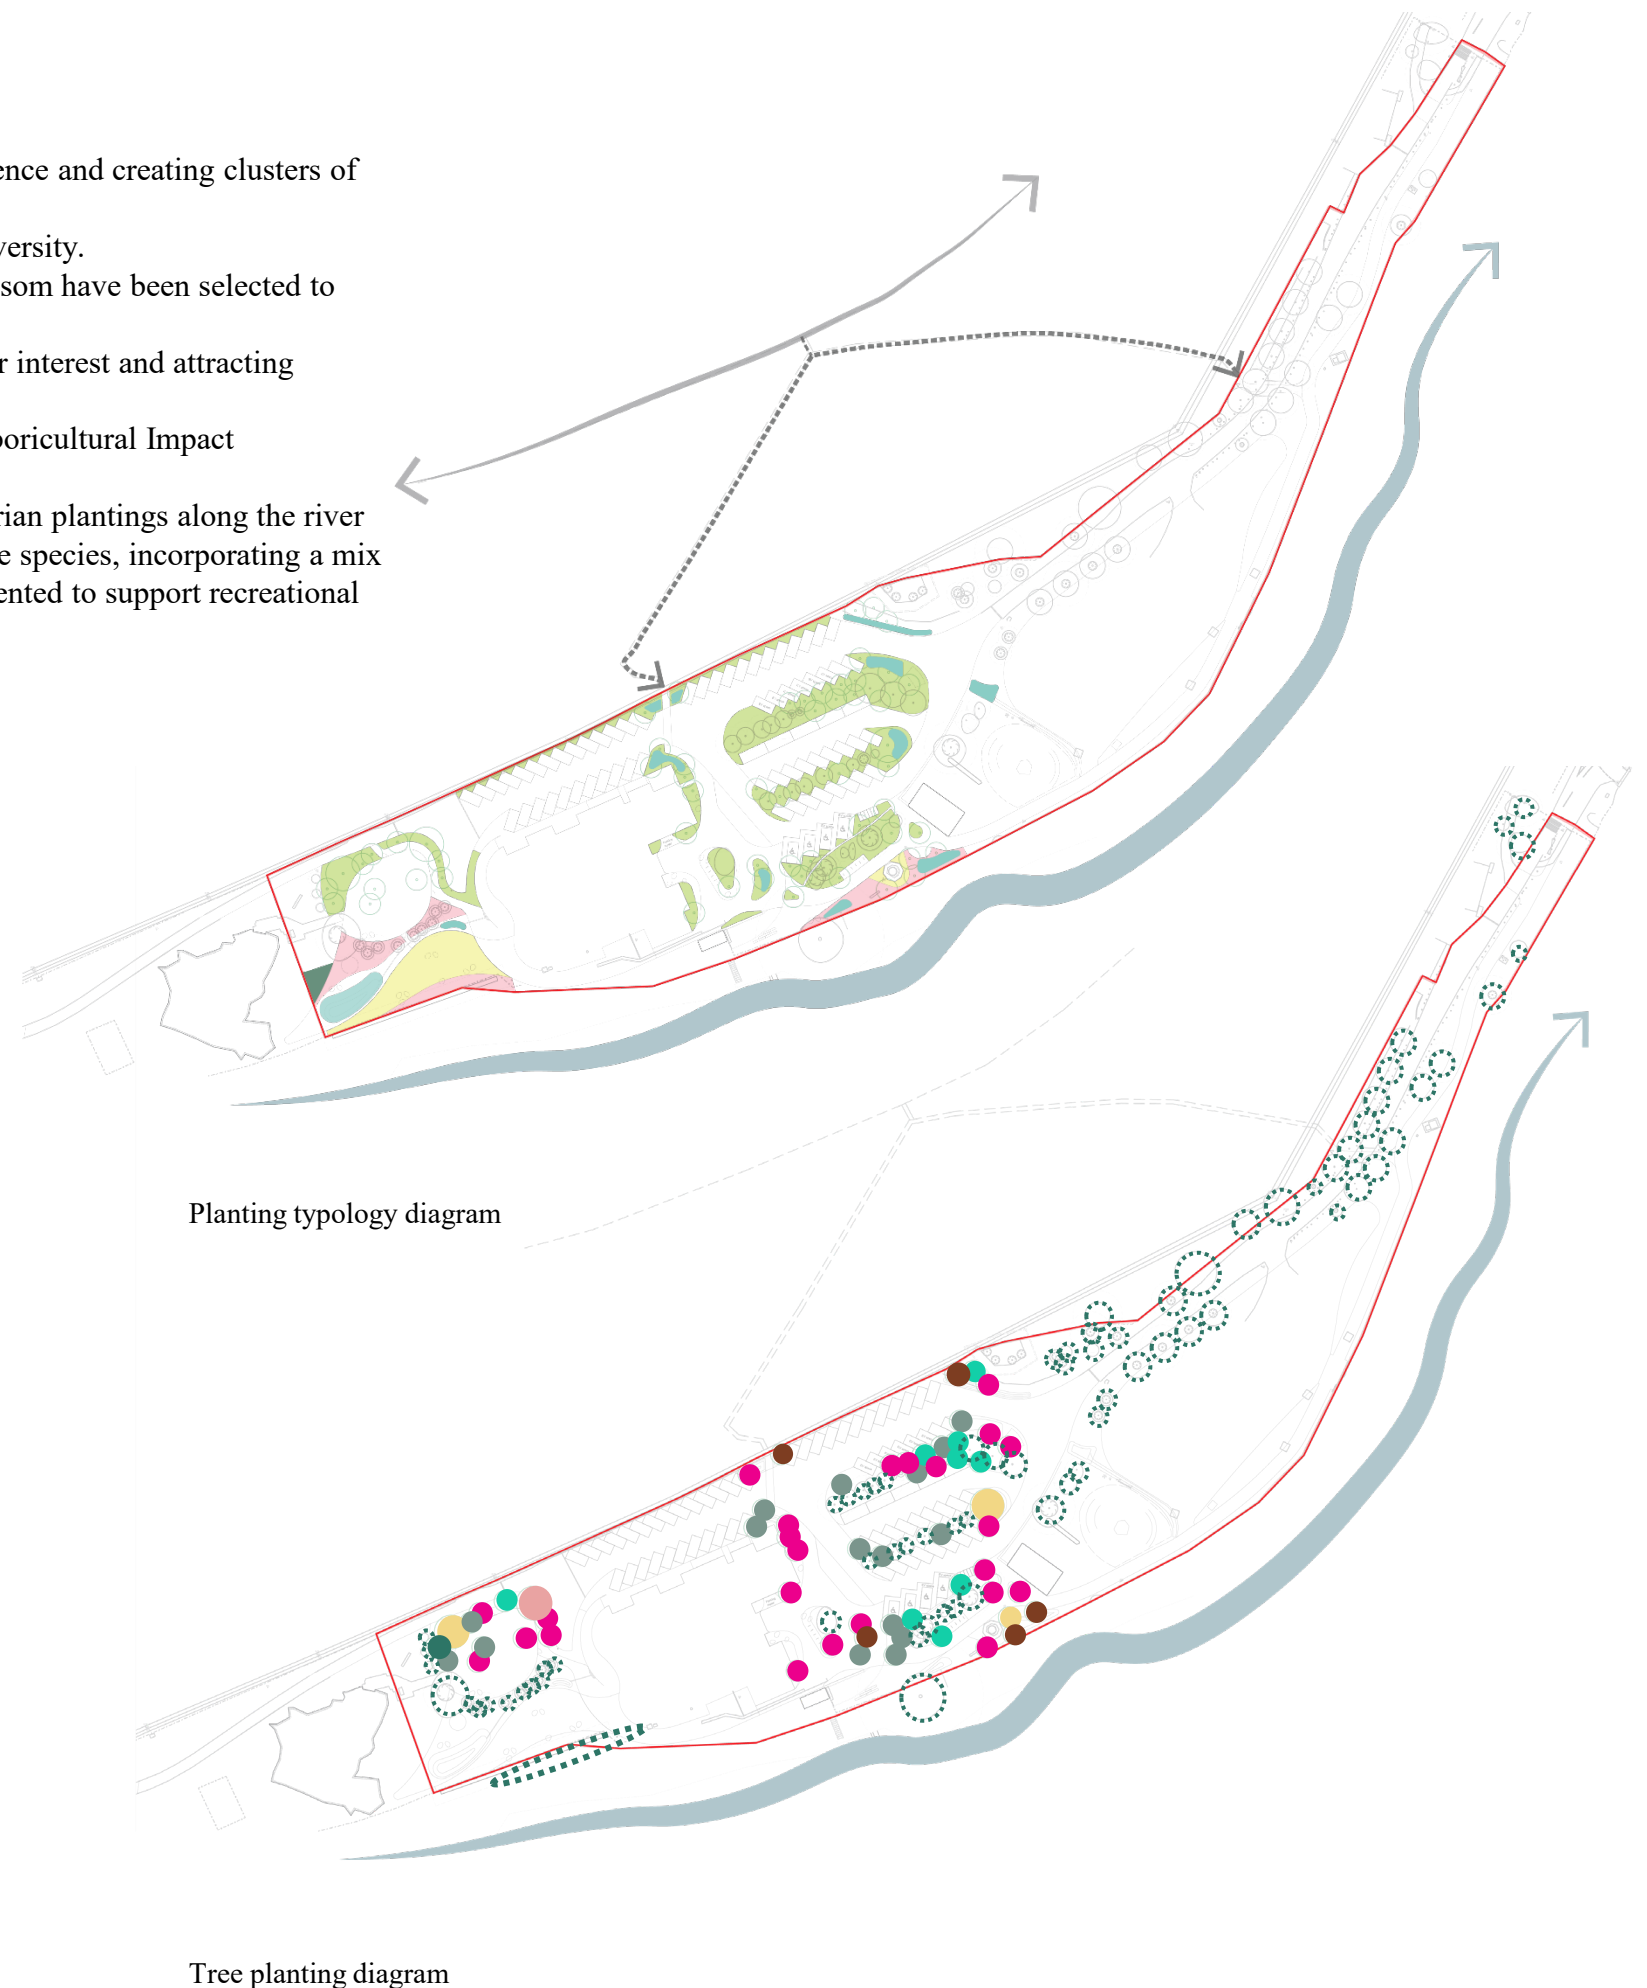 ence and creating clusters of
versity.
som have been selected to
r interest and attracting
boricultural Impact
rian plantings along the river
e species, incorporating a mix
ented to support recreational
Planting typology diagram
Tree planting diagram